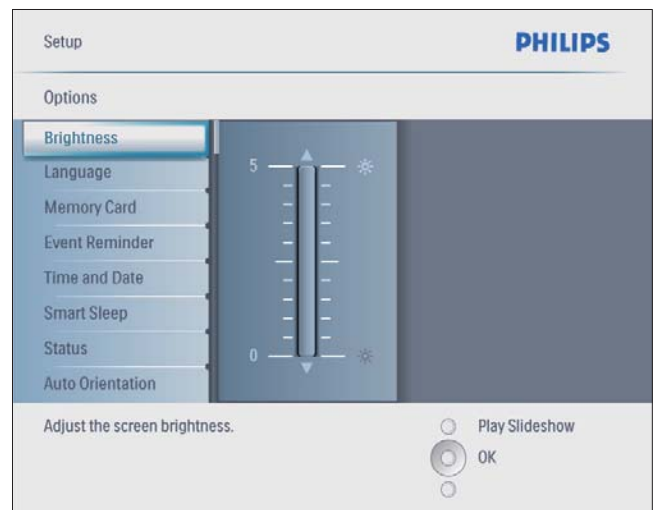 Setup
PHILIPS
Options
Brightness
Language
Memory Card
Event Reminder
Time and Date
Smart Sleep
Status
Auto Orientation
5
0
Adjust the screen brightness.
Play Slideshow
OK